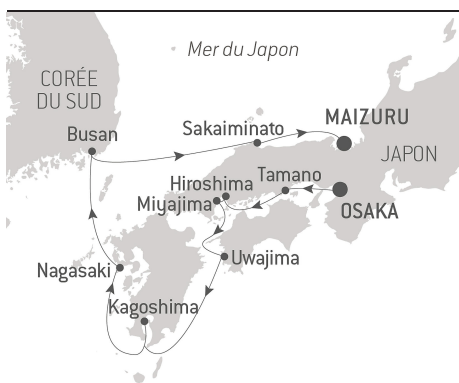 Mer du Japon
CORÉE
DU SUD
Busan
Sakaiminato
MAIZURU
JAPON
Hiroshima
Tamano
Miyajima
OSAKA
Uwajima
Nagasaki
Kagoshima